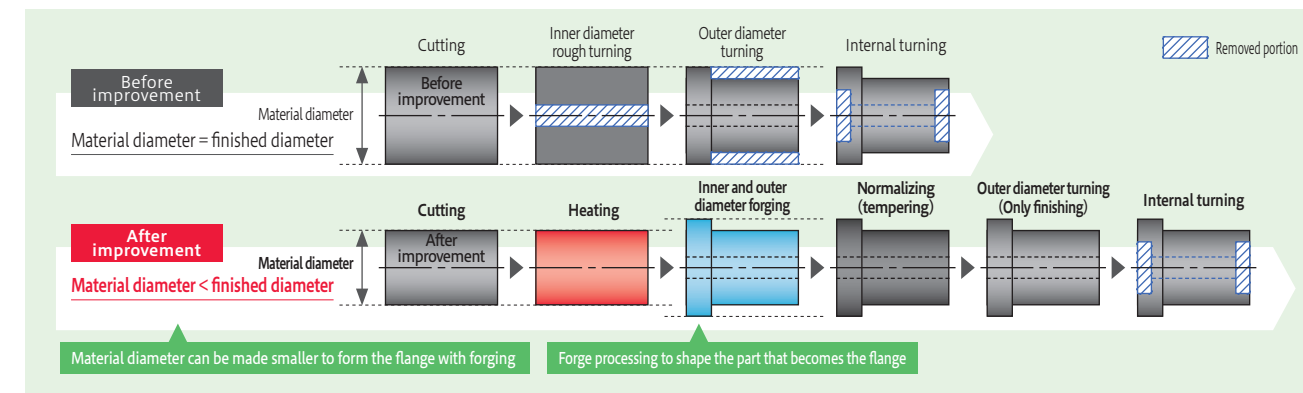 Cutting
Inner diameter
rough turning
Outer diameter
turning
Internal turning
Removed portion
Before
improvement
Material diameter = finished diameter
Material diameter
Before
improvement
Cutting
Heating
Inner and outer
diameter forging
Normalizing
(tempering)
Outer diameter turning
(Only finishing)
Internal turning
After
improvement
Material diameter < finished diameter
Material diameter
After
improvement
Material diameter can be made smaller to form the flange with forging
Forge processing to shape the part that becomes the flange